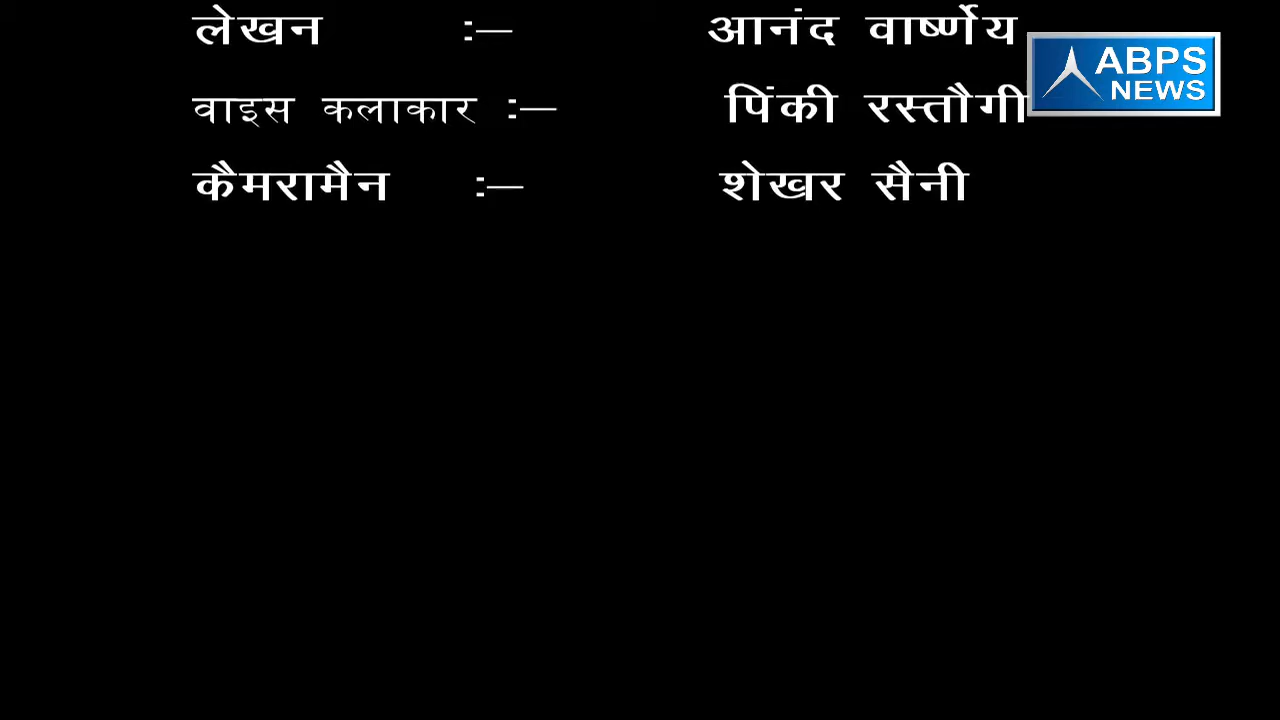 लेखन :— आनंद वार्ष्णेय
वाइस कलाकार :— पिंकी रस्तौगी
कैमरामैन :— शेखर सैनी
ABPS
NEWS